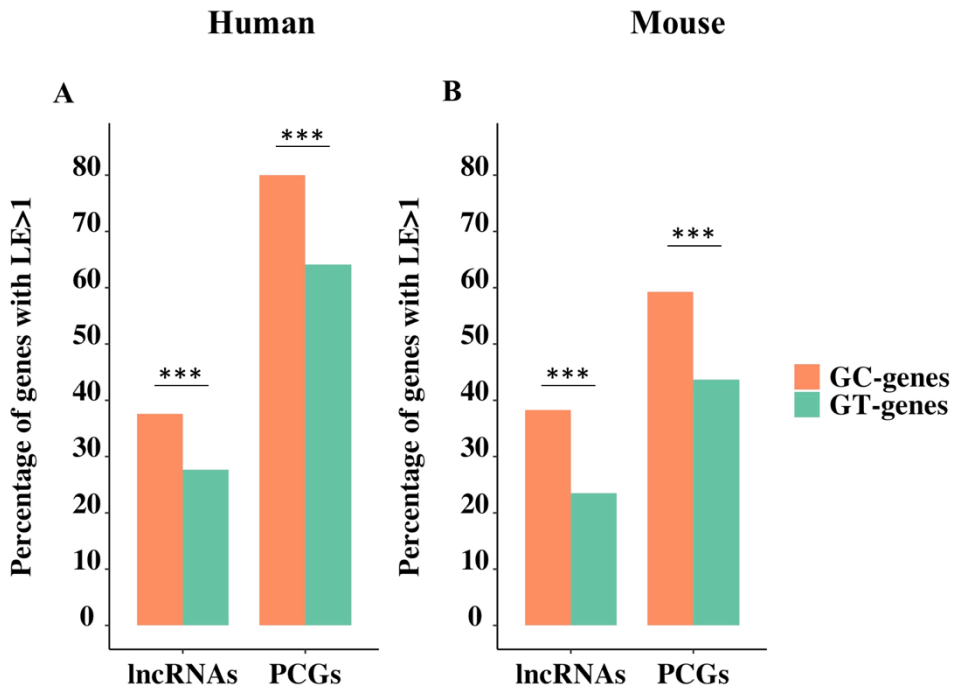 Human
Mouse
A
B
Percentage of genes with LE>1
80
70
60
50
40
30
20
10
0
***
***
lncRNAs
PCGs
Percentage of genes with LE>1
80
70
60
50
40
30
20
10
0
***
***
lncRNAs
PCGs
GC-genes
GT-genes